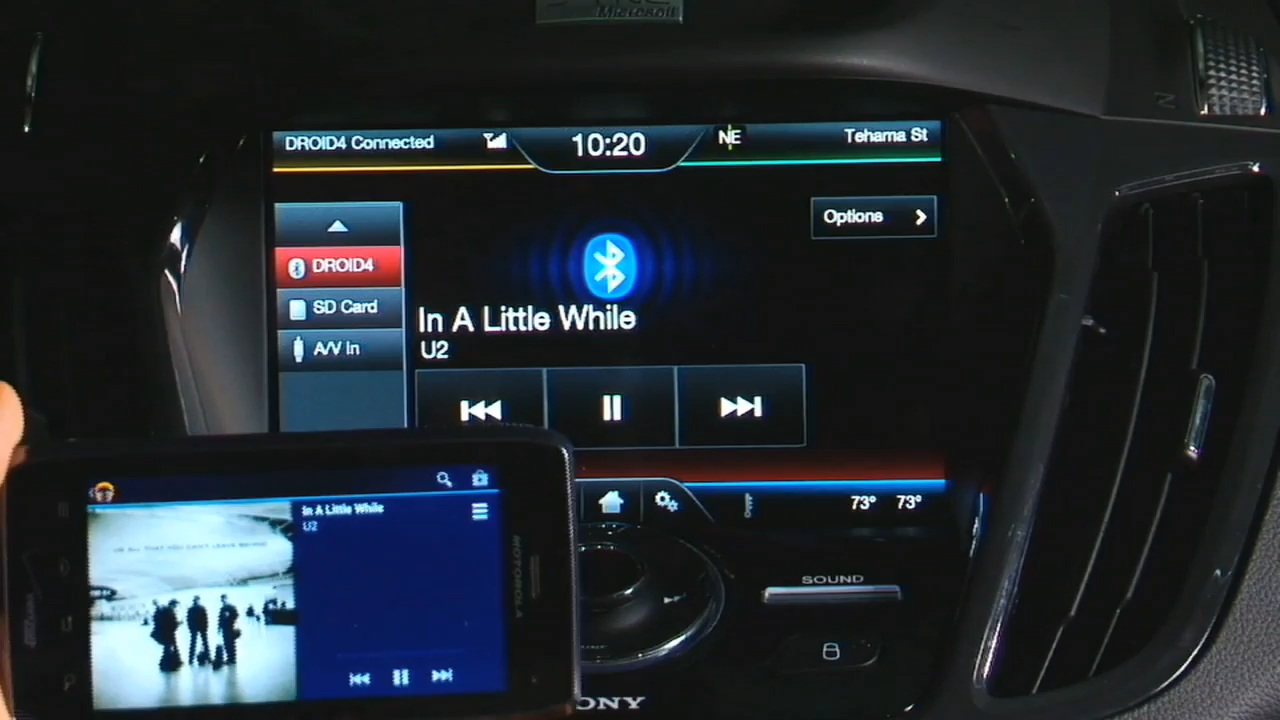 Microsoft
DROID4 Connected
10:20
NE
Tehama St
Options
DROID4
SD Card
A/V In
In A Little While
U2
73° 73°
In A Little While
U2
MOTOROLA
SOUND